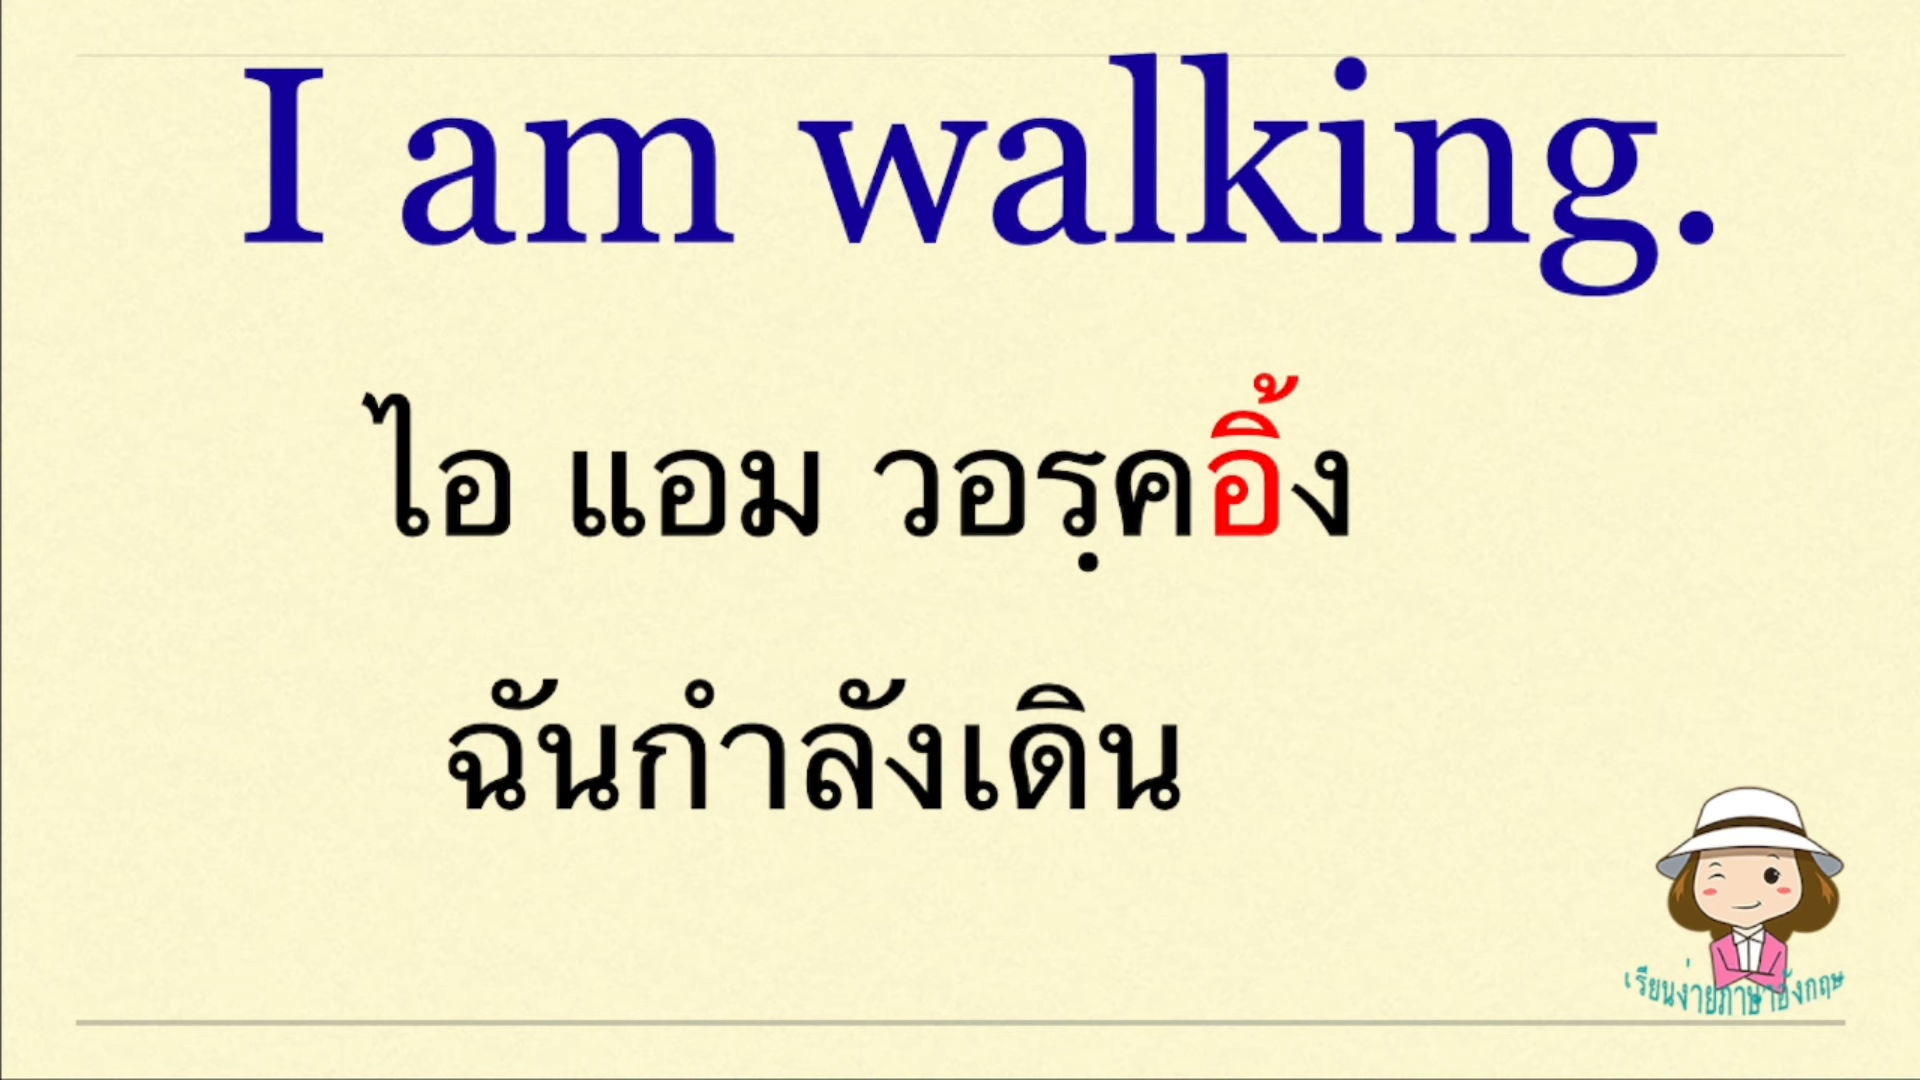 I am walking.
ไอ แอม วอรฺคอิ้ง
ฉันกำลังเดิน
เรียนง่ายภาษาอังกฤษ